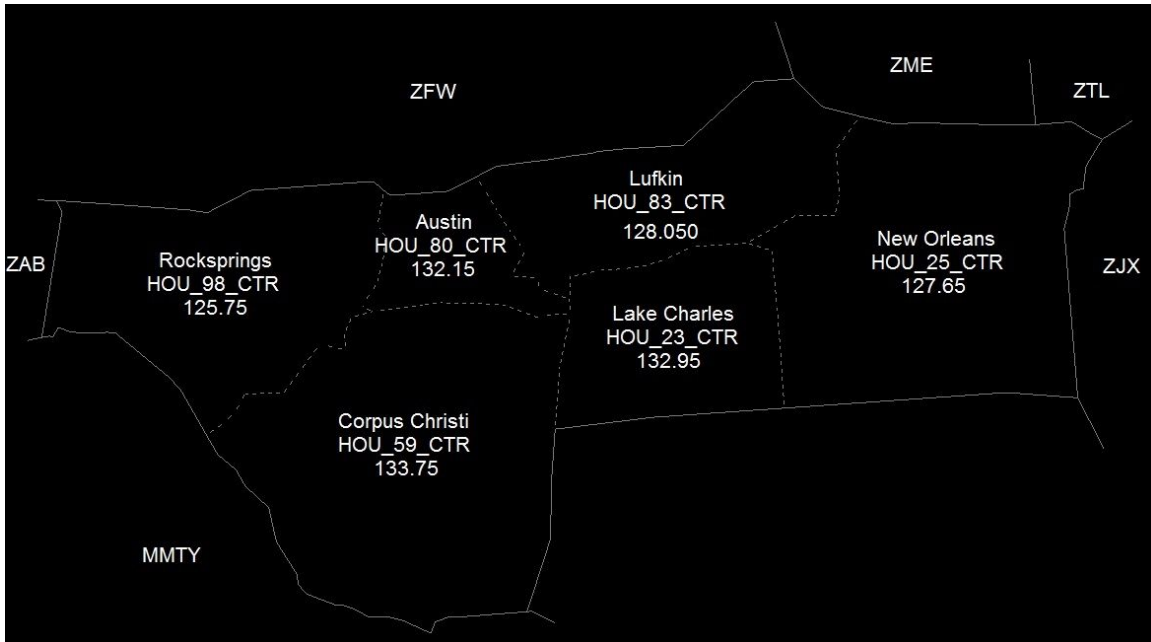 ZFW
ZME
ZTL
ZAB
Rocksprings
HOU_98_CTR
125.75
Austin
HOU_80_CTR
132.15
Lufkin
HOU_83_CTR
128.050
New Orleans
HOU_25_CTR
127.65
ZJX
Lake Charles
HOU_23_CTR
132.95
Corpus Christi
HOU_59_CTR
133.75
MMTY